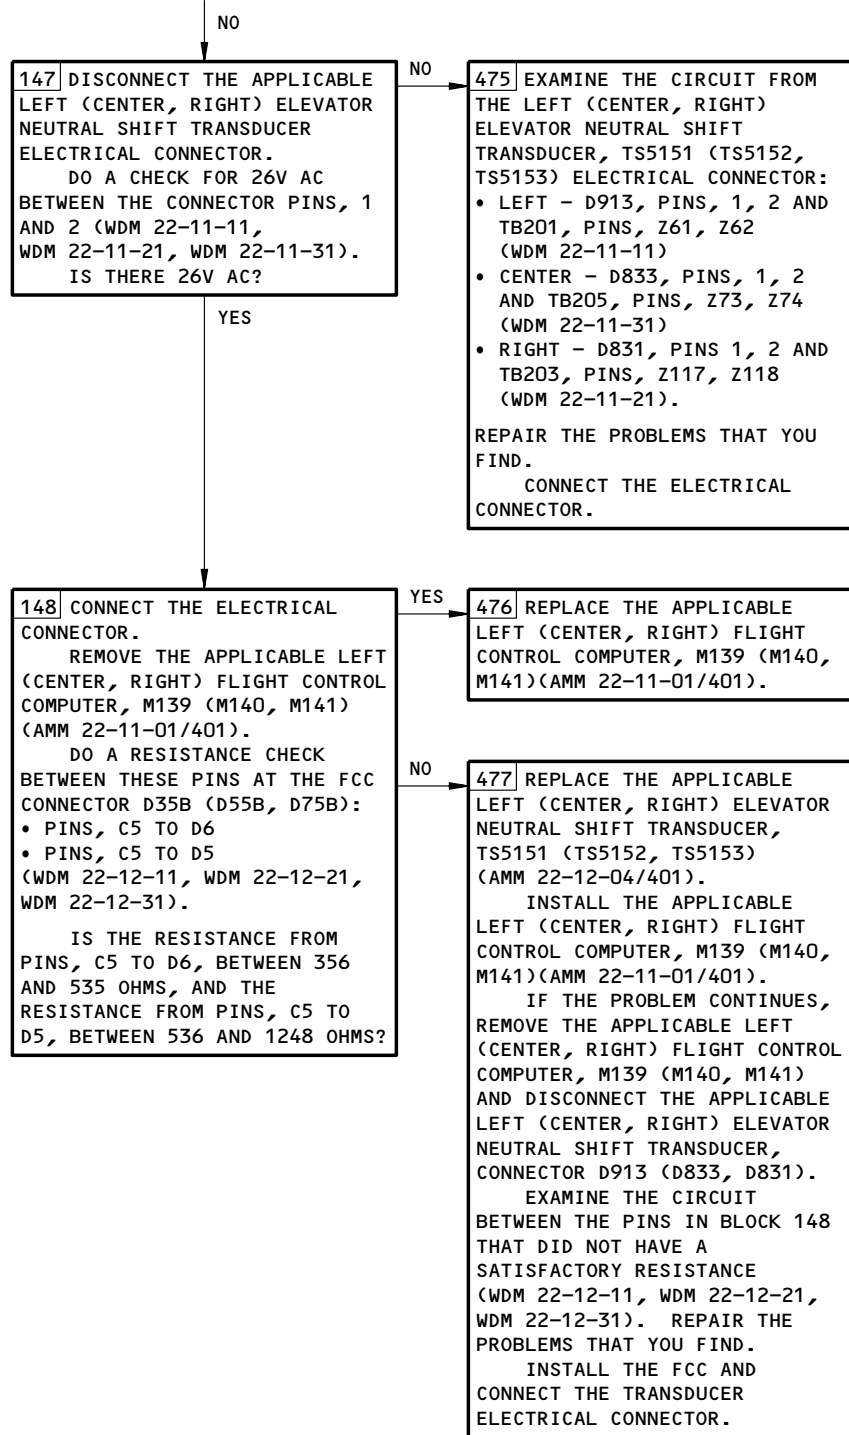 NO
147 DISCONNECT THE APPLICABLE
LEFT (CENTER, RIGHT) ELEVATOR
NEUTRAL SHIFT TRANSDUCER
ELECTRICAL CONNECTOR.
DO A CHECK FOR 26V AC
BETWEEN THE CONNECTOR PINS, 1
AND 2 (WDM 22-11-11,
WDM 22-11-21, WDM 22-11-31).
IS THERE 26V AC?
NO
475 EXAMINE THE CIRCUIT FROM
THE LEFT (CENTER, RIGHT)
ELEVATOR NEUTRAL SHIFT
TRANSDUCER, TS5151 (TS5152,
TS5153) ELECTRICAL CONNECTOR:
• LEFT - D913, PINS, 1, 2 AND
TB201, PINS, Z61, Z62
(WDM 22-11-11)
• CENTER - D833, PINS, 1, 2
AND TB205, PINS, Z73, Z74
(WDM 22-11-31)
• RIGHT - D831, PINS 1, 2 AND
TB203, PINS, Z117, Z118
(WDM 22-11-21).
REPAIR THE PROBLEMS THAT YOU
FIND.
CONNECT THE ELECTRICAL
CONNECTOR.
YES
148 CONNECT THE ELECTRICAL
CONNECTOR.
REMOVE THE APPLICABLE LEFT
(CENTER, RIGHT) FLIGHT CONTROL
COMPUTER, M139 (M140, M141)
(AMM 22-11-01/401).
DO A RESISTANCE CHECK
BETWEEN THESE PINS AT THE FCC
CONNECTOR D35B (D55B, D75B):
• PINS, C5 TO D6
• PINS, C5 TO D5
(WDM 22-12-11, WDM 22-12-21,
WDM 22-12-31).
IS THE RESISTANCE FROM
PINS, C5 TO D6, BETWEEN 356
AND 535 OHMS, AND THE
RESISTANCE FROM PINS, C5 TO
D5, BETWEEN 536 AND 1248 OHMS?
YES
476 REPLACE THE APPLICABLE
LEFT (CENTER, RIGHT) FLIGHT
CONTROL COMPUTER, M139 (M140,
M141)(AMM 22-11-01/401).
NO
477 REPLACE THE APPLICABLE
LEFT (CENTER, RIGHT) ELEVATOR
NEUTRAL SHIFT TRANSDUCER,
TS5151 (TS5152, TS5153)
(AMM 22-12-04/401).
INSTALL THE APPLICABLE
LEFT (CENTER, RIGHT) FLIGHT
CONTROL COMPUTER, M139 (M140,
M141)(AMM 22-11-01/401).
IF THE PROBLEM CONTINUES,
REMOVE THE APPLICABLE LEFT
(CENTER, RIGHT) FLIGHT CONTROL
COMPUTER, M139 (M140, M141)
AND DISCONNECT THE APPLICABLE
LEFT (CENTER, RIGHT) ELEVATOR
NEUTRAL SHIFT TRANSDUCER,
CONNECTOR D913 (D833, D831).
EXAMINE THE CIRCUIT
BETWEEN THE PINS IN BLOCK 148
THAT DID NOT HAVE A
SATISFACTORY RESISTANCE
(WDM 22-12-11, WDM 22-12-21,
WDM 22-12-31). REPAIR THE
PROBLEMS THAT YOU FIND.
INSTALL THE FCC AND
CONNECT THE TRANSDUCER
ELECTRICAL CONNECTOR.